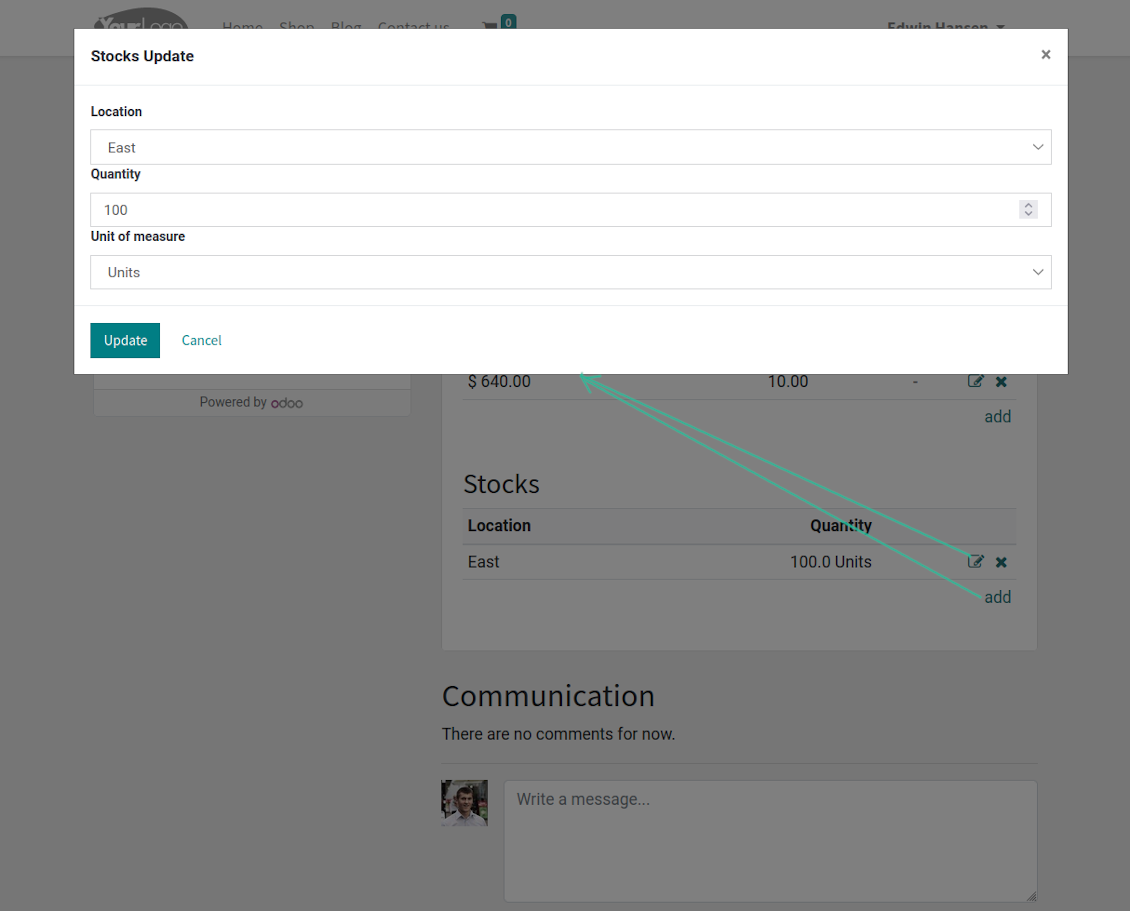 YourLogo Home Shop Blog Contact us 0 Edwin Hansen
Stocks Update
Location
East
Quantity
100
Unit of measure
Units
Update Cancel
$ 640.00 10.00 -
Powered by odoo
add
Stocks
Location Quantity
East 100.0 Units
add
Communication
There are no comments for now.
Write a message...